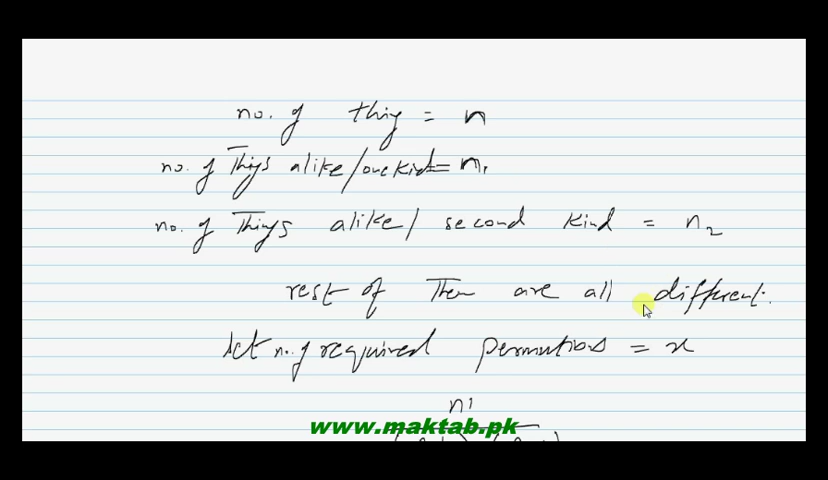 no. of thing = n
no. of Things alike/one kind = n₁
no. of Things alike/ second kind = n₂
rest of Them are all different.
let no. of required permutions = x
n!
www.maktab.pk